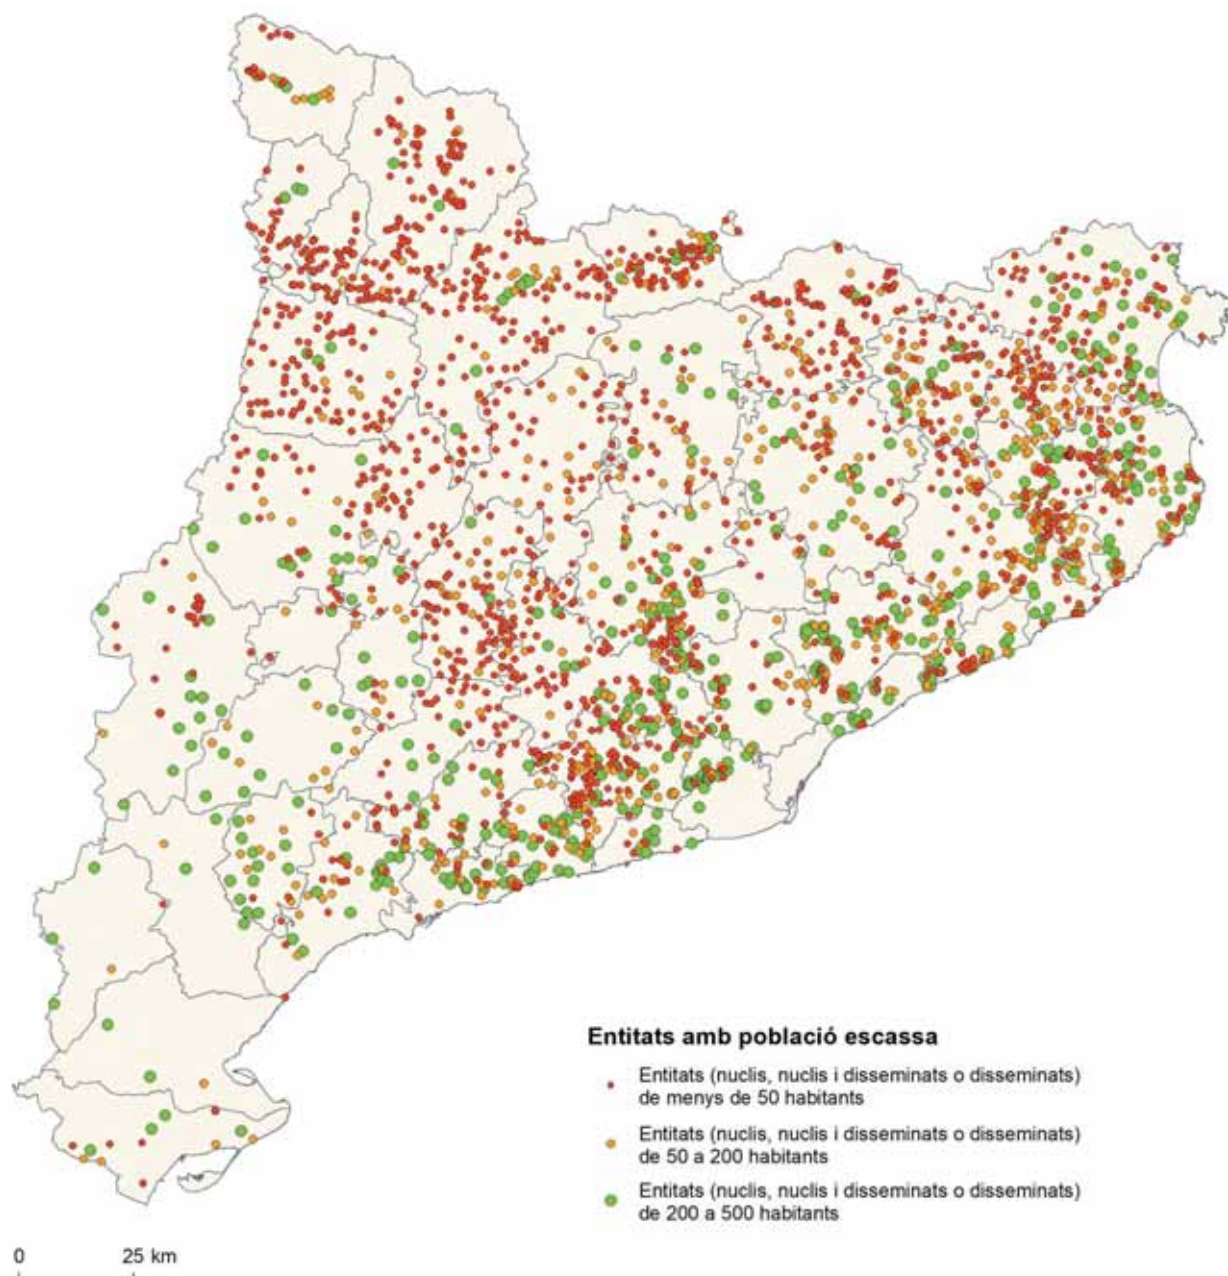 Entitats amb població escassa
Entitats (nuclis, nuclis i disseminats o disseminats)
de menys de 50 habitants
Entitats (nuclis, nuclis i disseminats o disseminats)
de 50 a 200 habitants
Entitats (nuclis, nuclis i disseminats o disseminats)
de 200 a 500 habitants
0 25 km